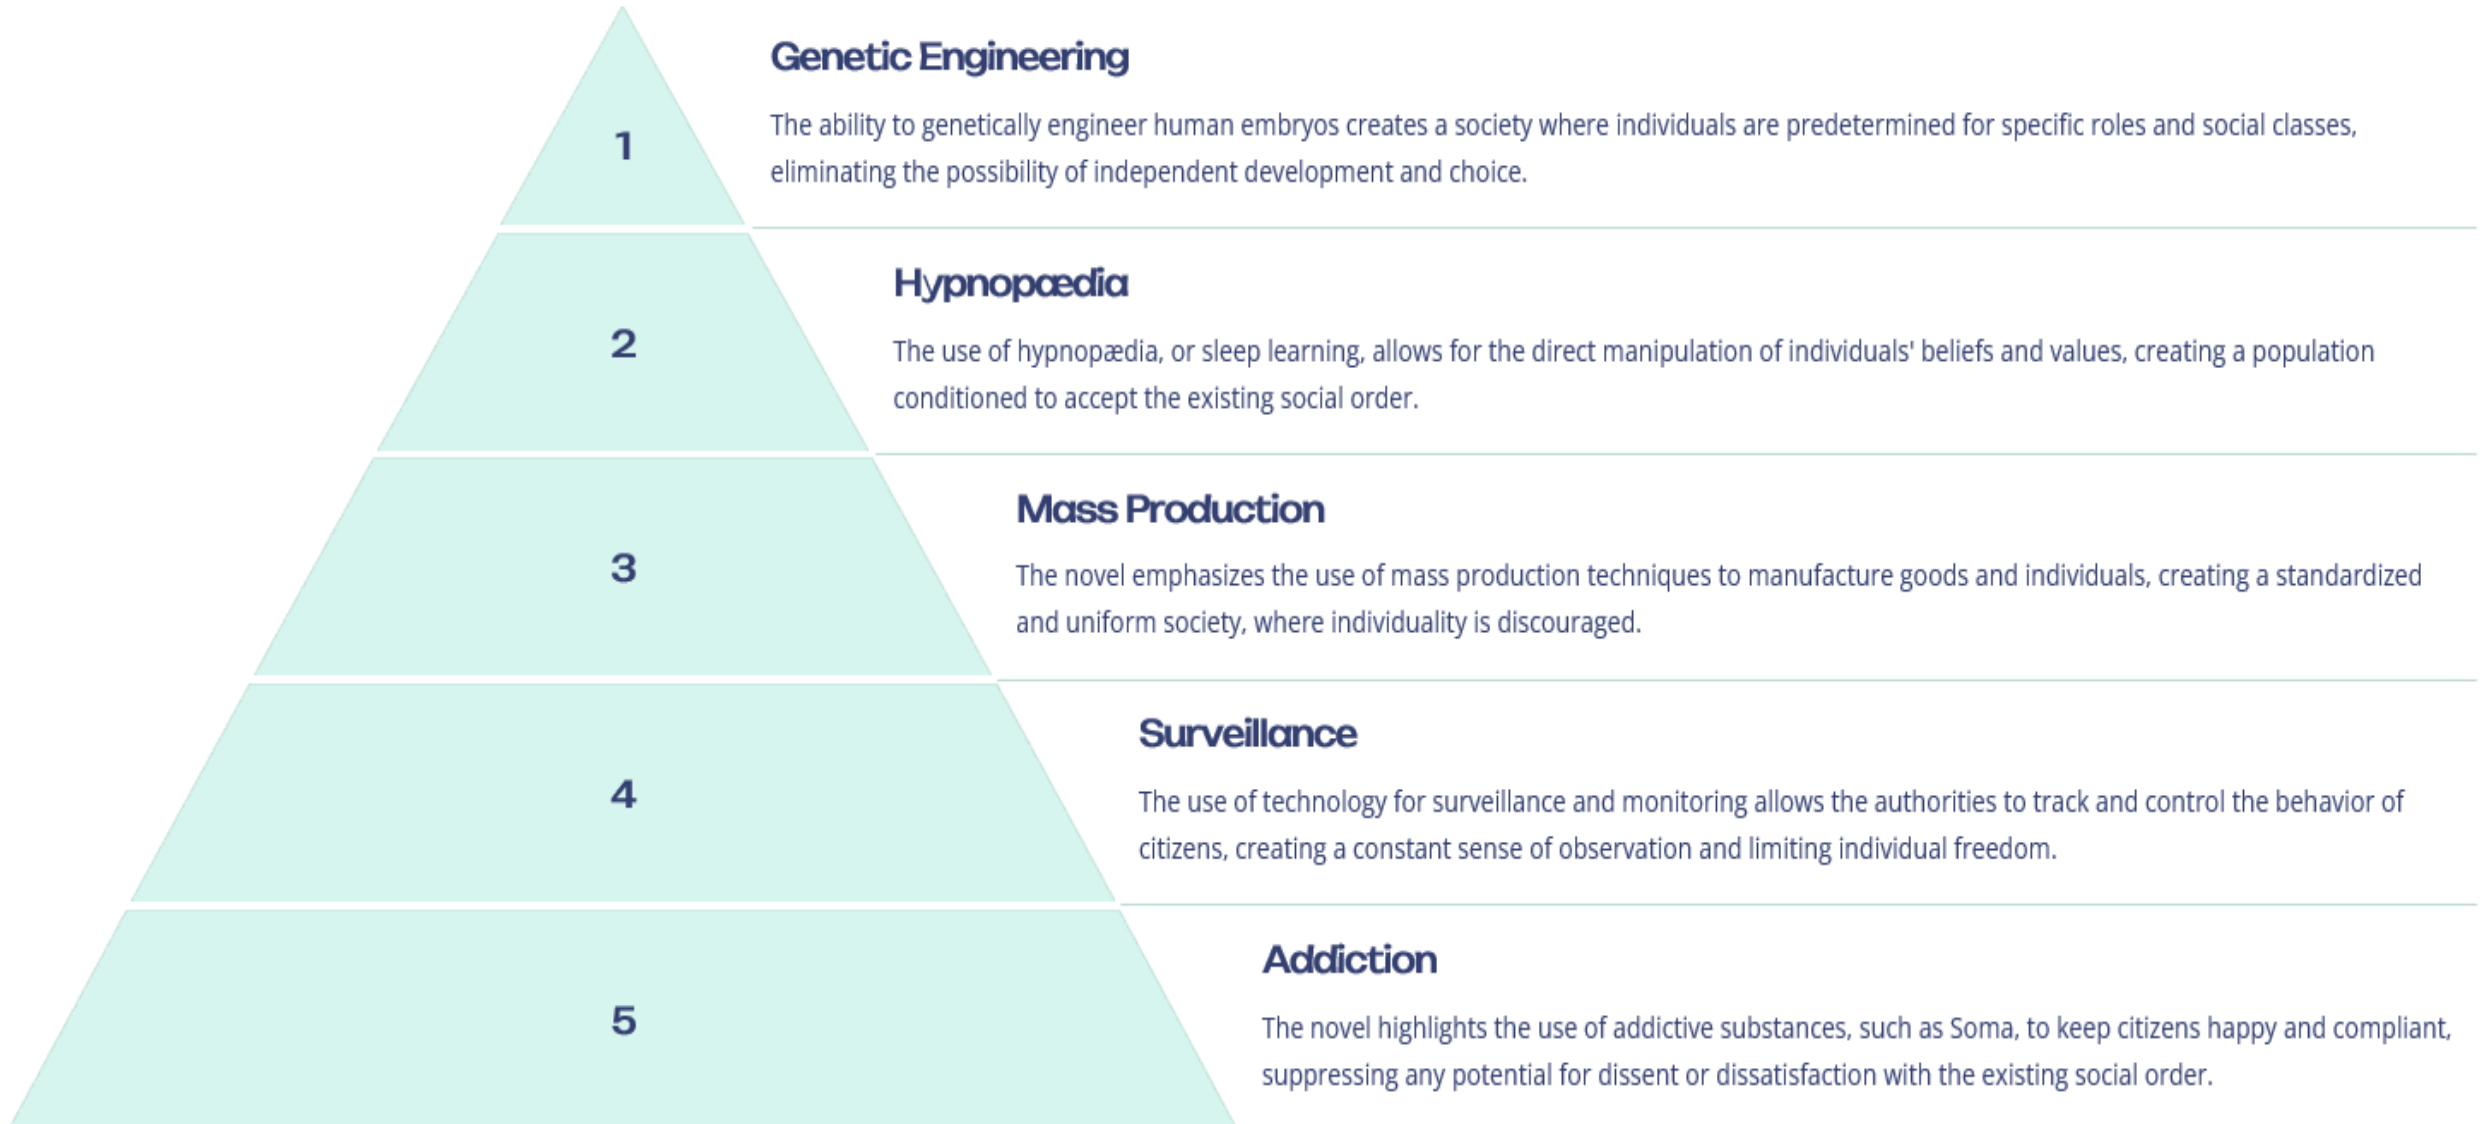 Genetic Engineering
The ability to genetically engineer human embryos creates a society where individuals are predetermined for specific roles and social classes,
eliminating the possibility of independent development and choice.
1
Hypnopædia
The use of hypnopædia, or sleep learning, allows for the direct manipulation of individuals' beliefs and values, creating a population
conditioned to accept the existing social order.
2
Mass Production
The novel emphasizes the use of mass production techniques to manufacture goods and individuals, creating a standardized
and uniform society, where individuality is discouraged.
3
Surveillance
The use of technology for surveillance and monitoring allows the authorities to track and control the behavior of
citizens, creating a constant sense of observation and limiting individual freedom.
4
Addiction
The novel highlights the use of addictive substances, such as Soma, to keep citizens happy and compliant,
suppressing any potential for dissent or dissatisfaction with the existing social order.
5